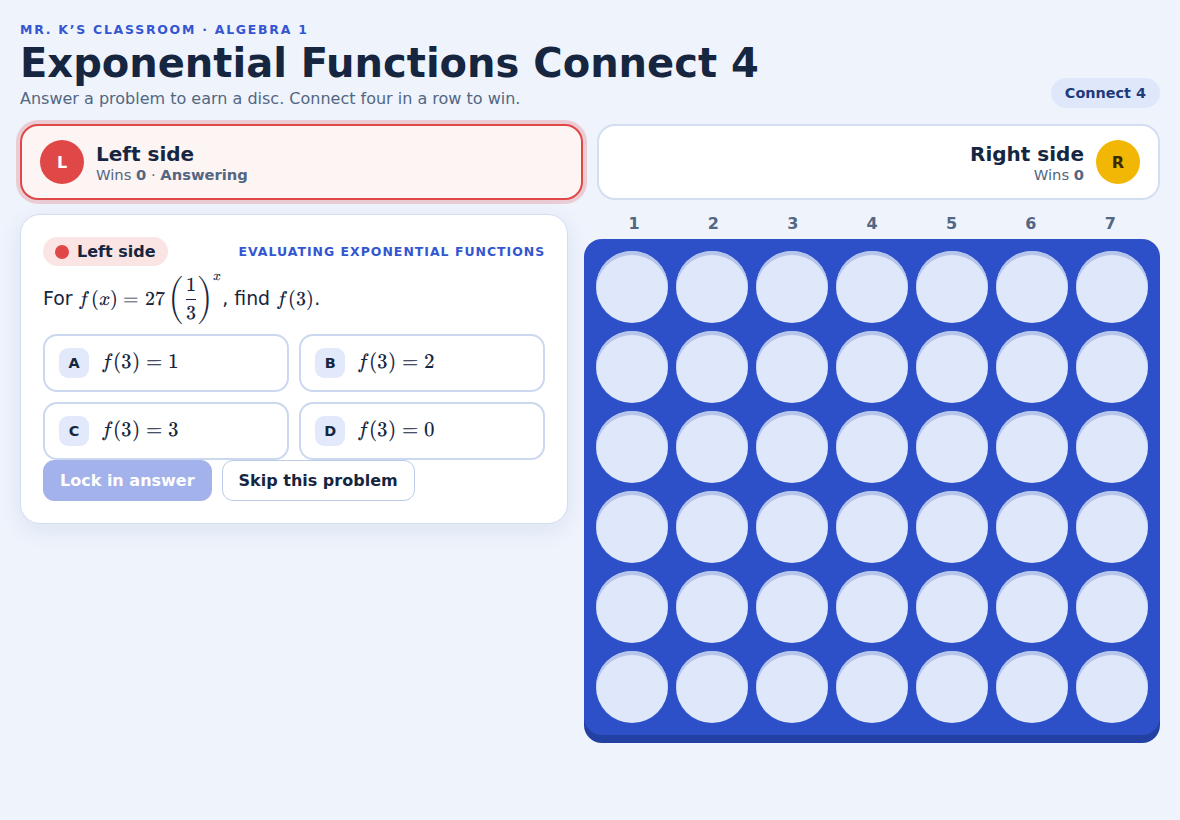 MR. K’S CLASSROOM · ALGEBRA 1
Exponential Functions Connect 4
Answer a problem to earn a disc. Connect four in a row to win.
Connect 4
L
Left side
Wins 0 · Answering
Right side
Wins 0
R
Left side
EVALUATING EXPONENTIAL FUNCTIONS
For f(x) = 27(1/3)^x, find f(3).
A f(3) = 1
B f(3) = 2
C f(3) = 3
D f(3) = 0
Lock in answer
Skip this problem
1 2 3 4 5 6 7